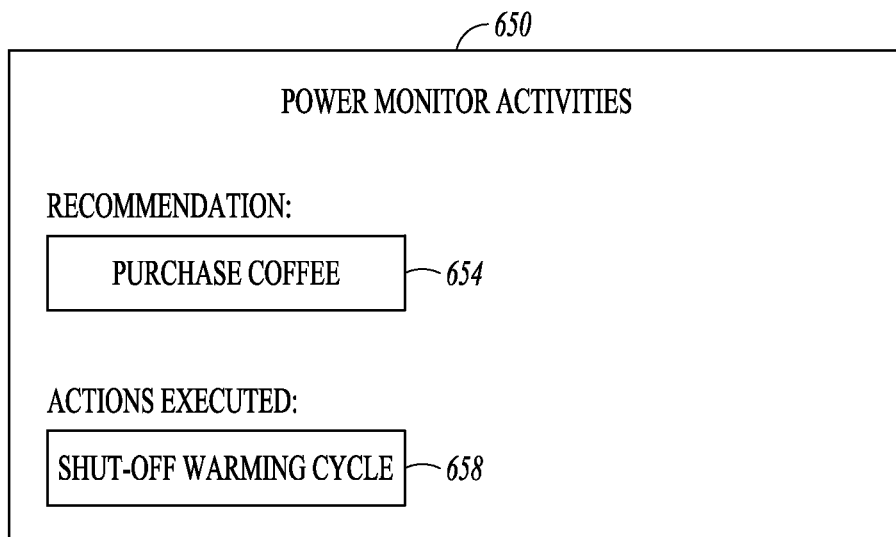 650
POWER MONITOR ACTIVITIES
RECOMMENDATION:
PURCHASE COFFEE 654
ACTIONS EXECUTED:
SHUT-OFF WARMING CYCLE 658